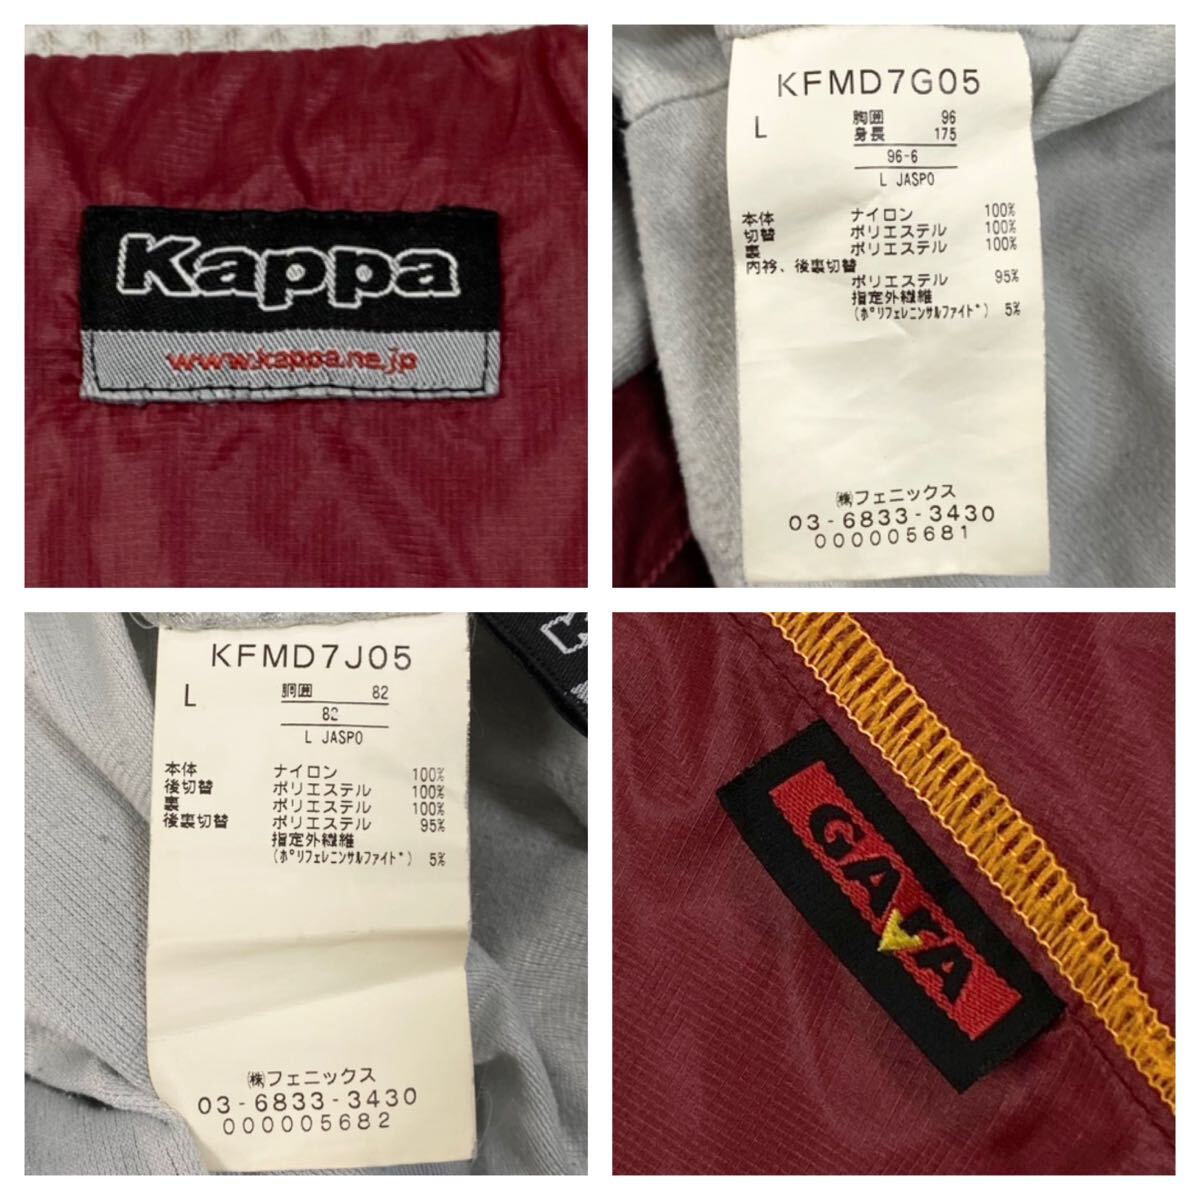 Kappa
www.kappa.ne.jp
KFMD7G05
L
胸囲 96
身長 175
96-6
L JASPO
本体 ナイロン 100%
切替 ポリエステル 100%
裏 ポリエステル 100%
内衿、後裏切替
ポリエステル 95%
指定外繊維
(ﾎﾟﾘﾌｪﾚﾆﾝｻﾙﾌｧｲﾄﾞ) 5%
㈱フェニックス
03-6833-3430
000005681
KFMD7J05
L
胴囲 82
82
L JASPO
本体 ナイロン 100%
後切替 ポリエステル 100%
裏 ポリエステル 100%
後裏切替 ポリエステル 95%
指定外繊維
(ﾎﾟﾘﾌｪﾚﾆﾝｻﾙﾌｧｲﾄﾞ) 5%
㈱フェニックス
03-6833-3430
000005682
GAVA